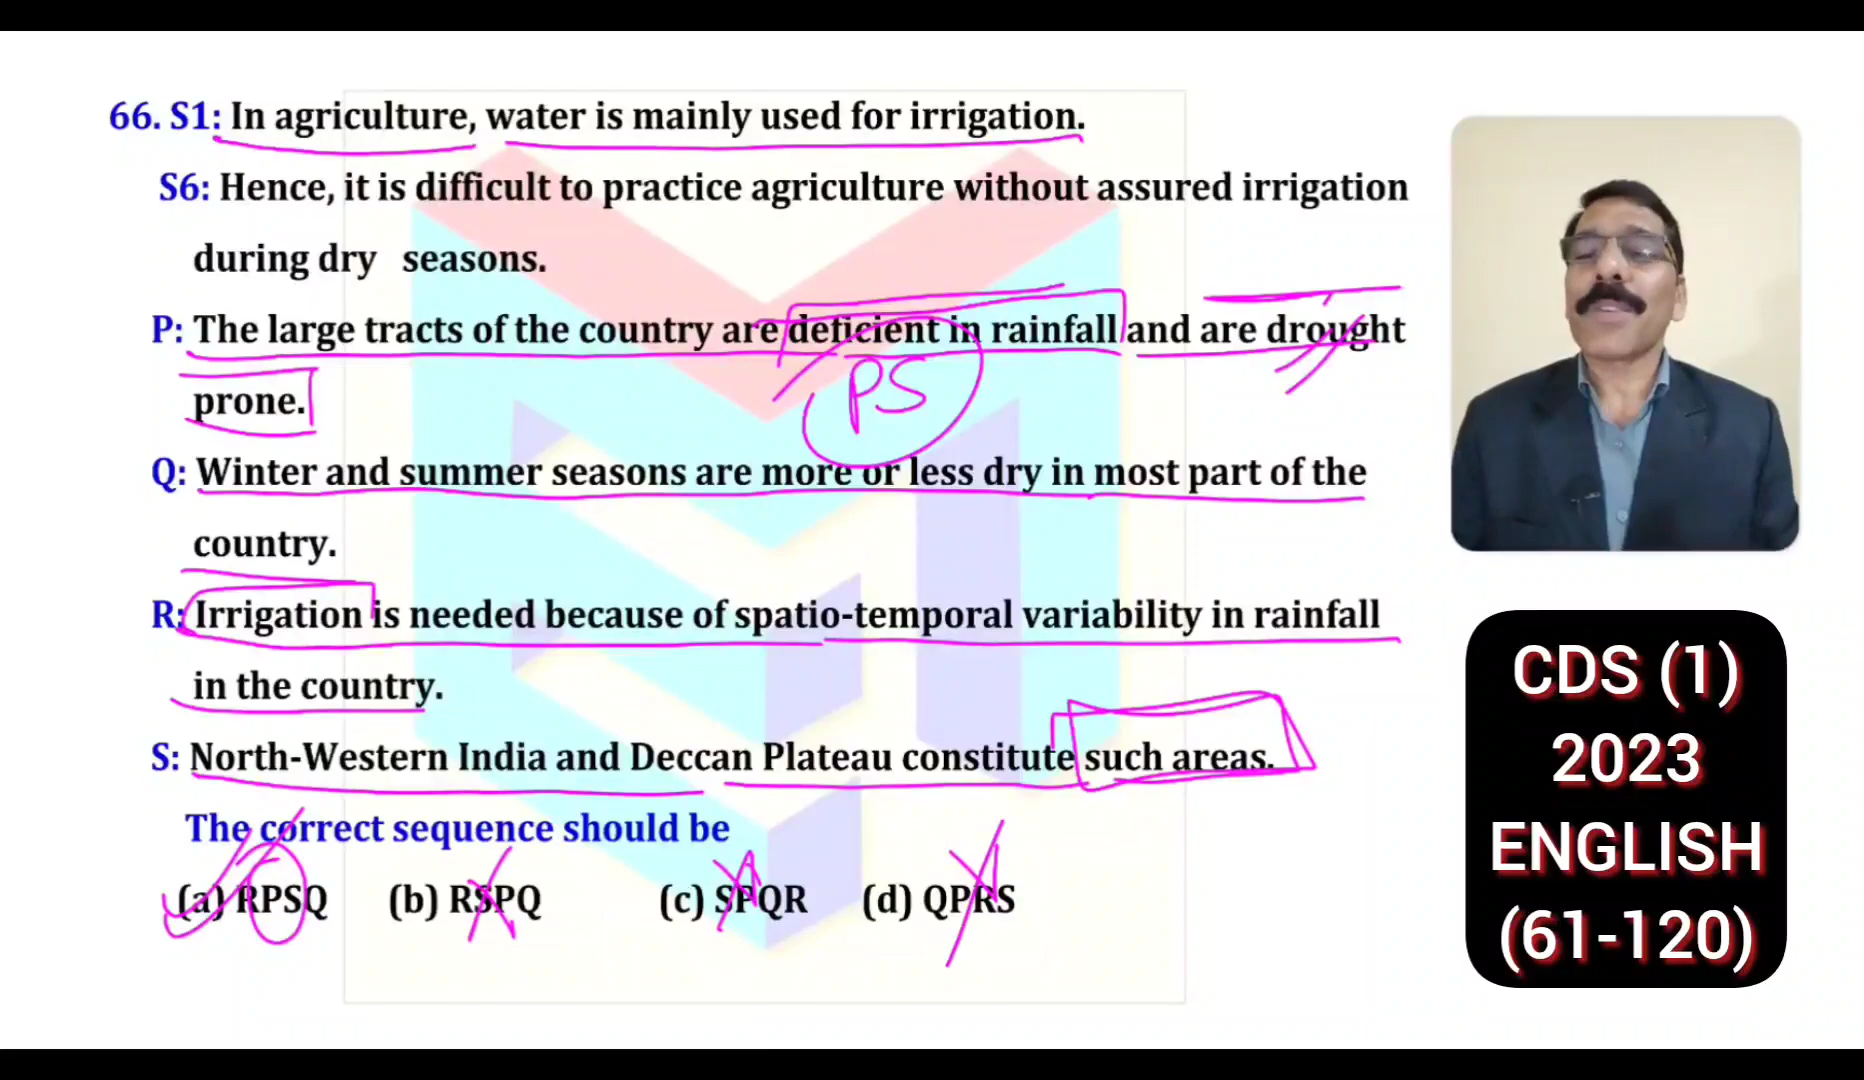 66. S1: In agriculture, water is mainly used for irrigation.
S6: Hence, it is difficult to practice agriculture without assured irrigation
during dry seasons.
P: The large tracts of the country are deficient in rainfall and are drought
prone.
PS
Q: Winter and summer seasons are more or less dry in most part of the
country.
R: Irrigation is needed because of spatio-temporal variability in rainfall
in the country.
S: North-Western India and Deccan Plateau constitute such areas.
The correct sequence should be
(a) RPSQ (b) RSPQ (c) SPQR (d) QPRS
CDS (1)
2023
ENGLISH
(61-120)